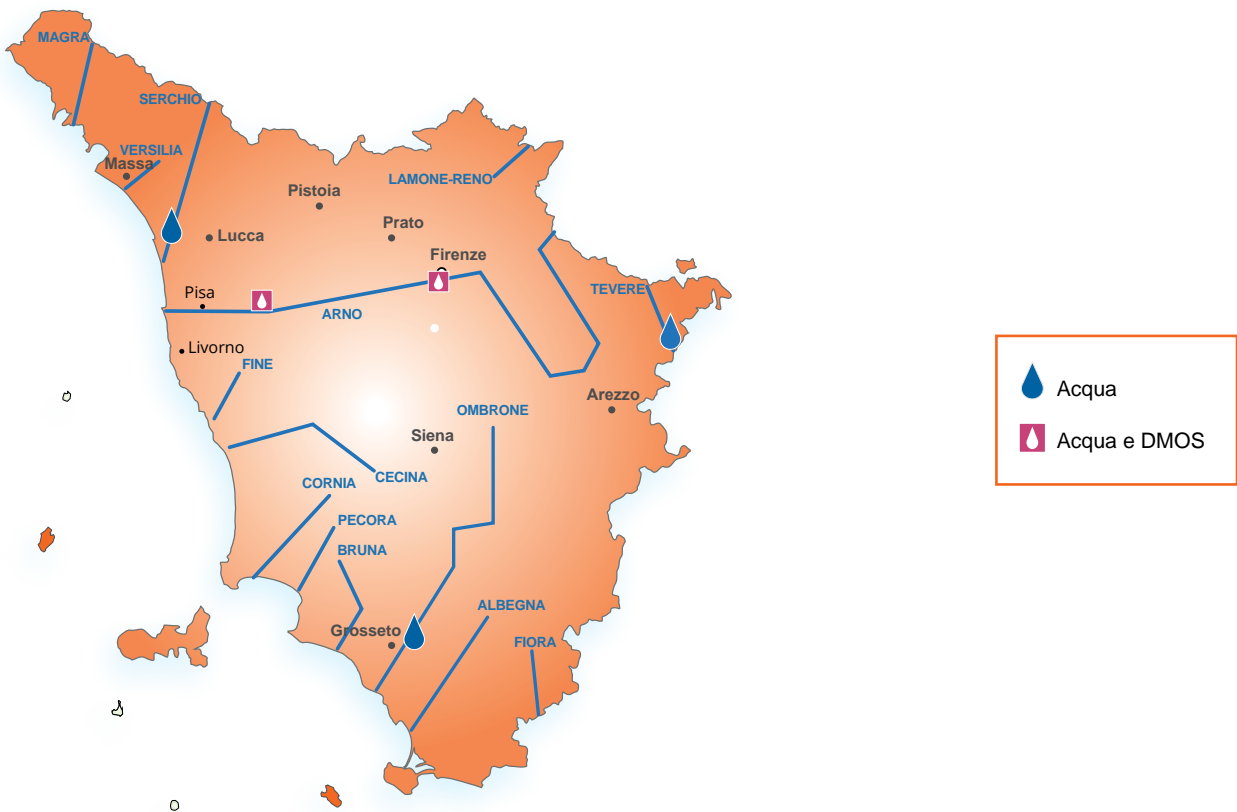 MAGRA
SERCHIO
VERSILIA
Massa
LAMONE-RENO
Pistoia
Prato
Lucca
Firenze
TEVERE
Pisa
ARNO
Livorno
FINE
Arezzo
OMBRONE
Siena
CECINA
CORNIA
PECORA
BRUNA
ALBEGNA
Grosseto
FIORA
Acqua
Acqua e DMOS